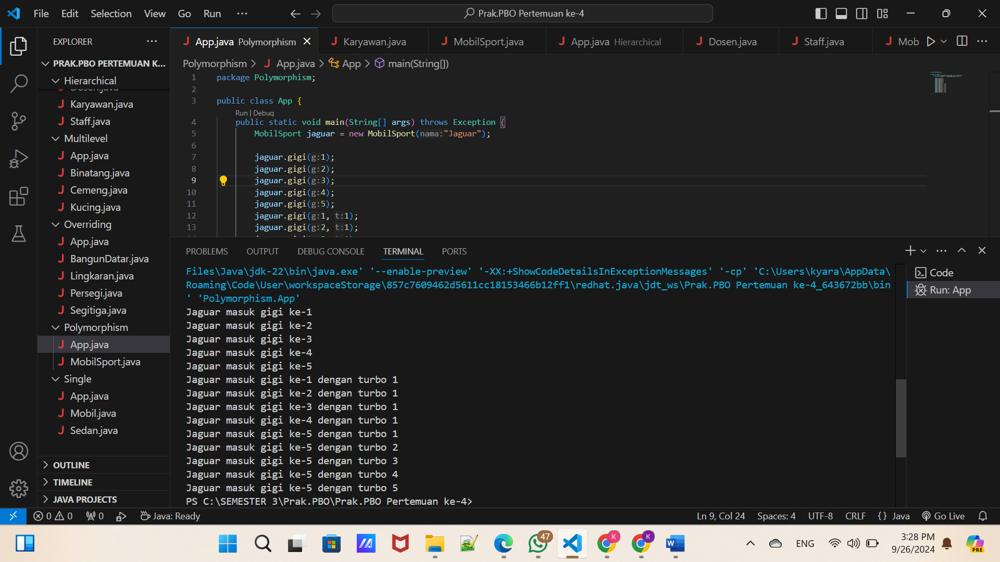 File Edit Selection View Go Run ···
Prak.PBO Pertemuan ke-4
EXPLORER
PRAK.PBO PERTEMUAN K...
Hierarchical
Dosen.java
Karyawan.java
Staff.java
Multilevel
App.java
Binatang.java
Cemeng.java
Kucing.java
Overriding
App.java
BangunDatar.java
Lingkaran.java
Persegi.java
Segitiga.java
Polymorphism
App.java
MobilSport.java
Single
App.java
Mobil.java
Sedan.java
OUTLINE
TIMELINE
JAVA PROJECTS
App.java Polymorphism
Karyawan.java
MobilSport.java
App.java Hierarchical
Dosen.java
Staff.java
Mob
Polymorphism > App.java > App > main(String[])
1 package Polymorphism;
2
3 public class App {
Run | Debug
4 public static void main(String[] args) throws Exception {
5 MobilSport jaguar = new MobilSport(nama:"Jaguar");
6
7 jaguar.gigi(g:1);
8 jaguar.gigi(g:2);
9 jaguar.gigi(g:3);
10 jaguar.gigi(g:4);
11 jaguar.gigi(g:5);
12 jaguar.gigi(g:1, t:1);
13 jaguar.gigi(g:2, t:1);
PROBLEMS OUTPUT DEBUG CONSOLE TERMINAL PORTS
Files\Java\jdk-22\bin\java.exe' '--enable-preview' '-XX:+ShowCodeDetailsInExceptionMessages' '-cp' 'C:\Users\kyara\AppData\
Roaming\Code\User\workspaceStorage\857c7609462d5611cc18153466b12ff1\redhat.java\jdt_ws\Prak.PBO Pertemuan ke-4_643672bb\bin
' 'Polymorphism.App'
Jaguar masuk gigi ke-1
Jaguar masuk gigi ke-2
Jaguar masuk gigi ke-3
Jaguar masuk gigi ke-4
Jaguar masuk gigi ke-5
Jaguar masuk gigi ke-1 dengan turbo 1
Jaguar masuk gigi ke-2 dengan turbo 1
Jaguar masuk gigi ke-3 dengan turbo 1
Jaguar masuk gigi ke-4 dengan turbo 1
Jaguar masuk gigi ke-5 dengan turbo 1
Jaguar masuk gigi ke-5 dengan turbo 2
Jaguar masuk gigi ke-5 dengan turbo 3
Jaguar masuk gigi ke-5 dengan turbo 4
Jaguar masuk gigi ke-5 dengan turbo 5
PS C:\SEMESTER 3\Prak.PBO\Prak.PBO Pertemuan ke-4>
Code
Run: App
0 0 0 Java: Ready
Ln 9, Col 24 Spaces: 4 UTF-8 CRLF {} Java Go Live
47
K
K
W
ENG
3:28 PM
9/26/2024
PRE